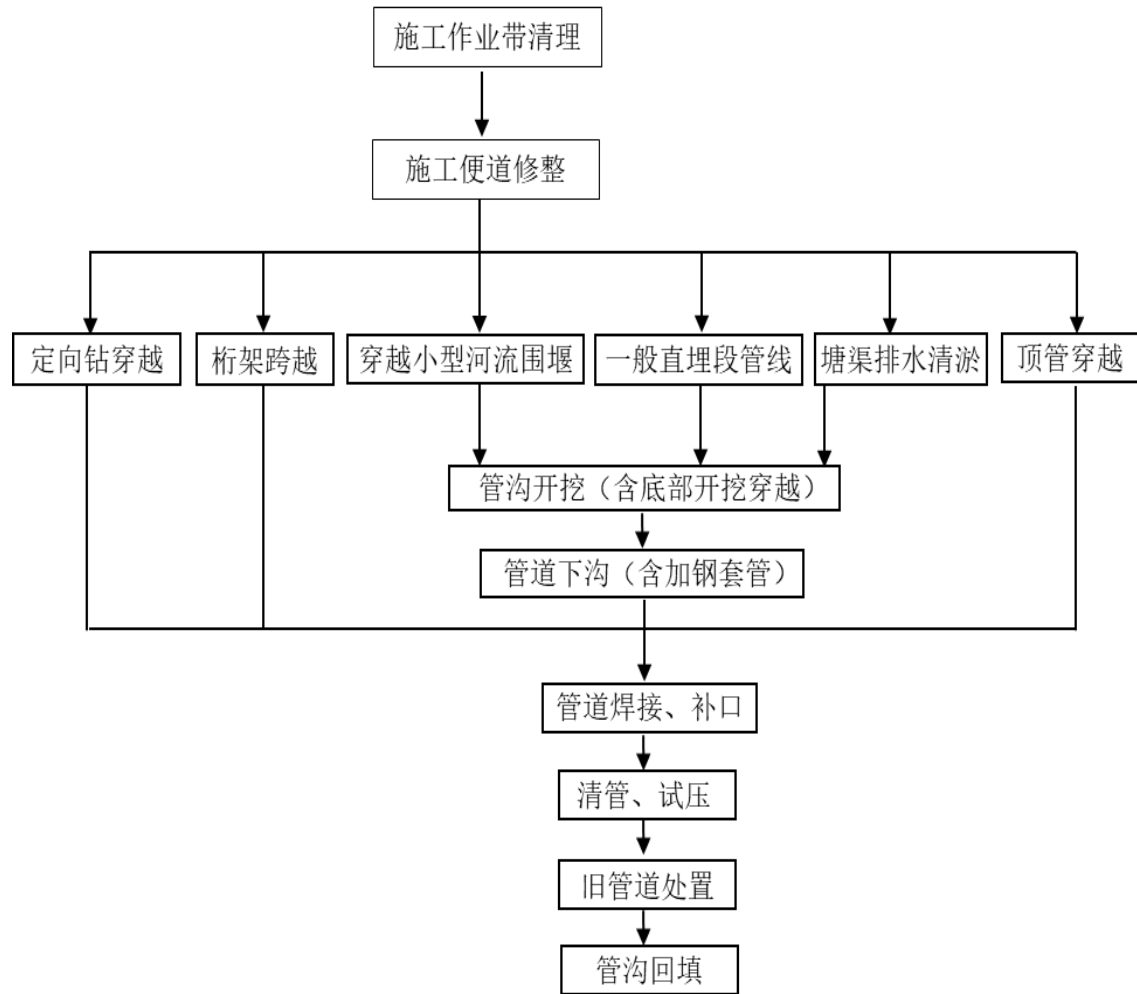 施工作业带清理
施工便道修整
定向钻穿越
桁架跨越
穿越小型河流围堰
一般直埋段管线
塘渠排水清淤
顶管穿越
管沟开挖（含底部开挖穿越）
管道下沟（含加钢套管）
管道焊接、补口
清管、试压
旧管道处置
管沟回填